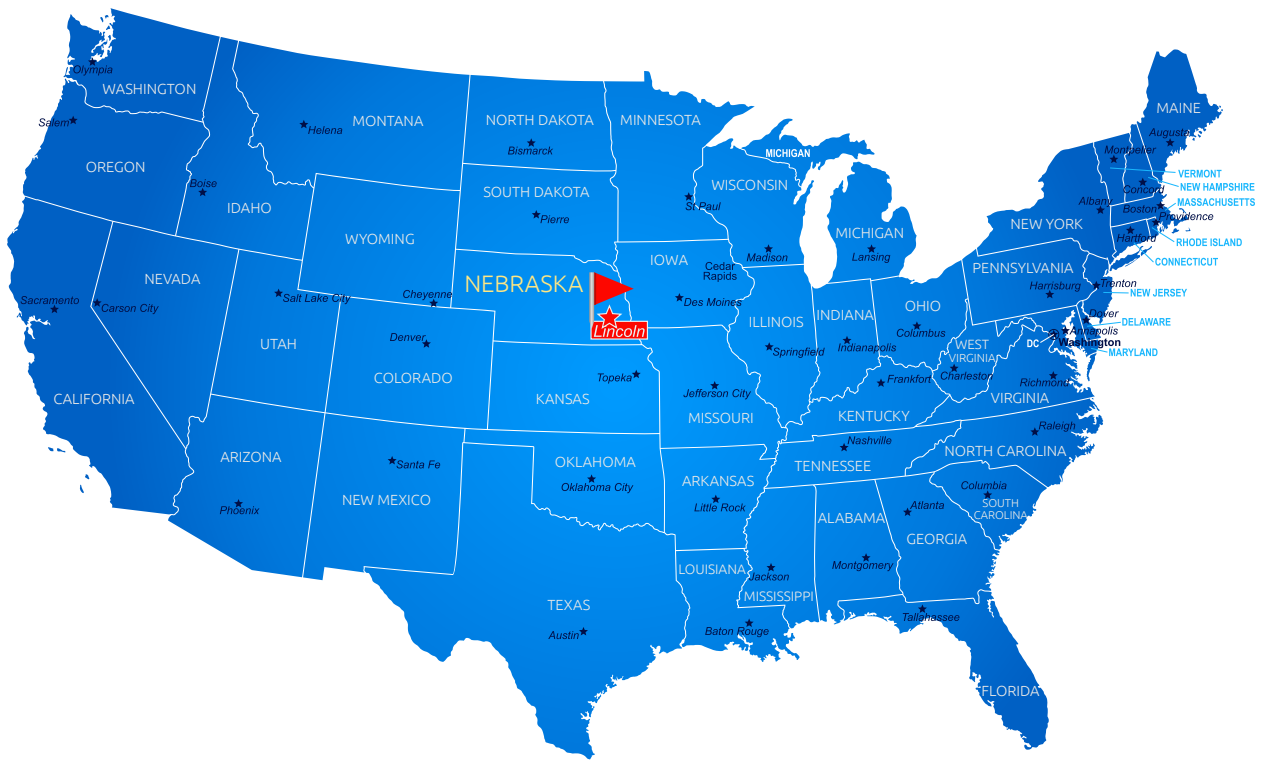 Olympia
WASHINGTON
Salem
OREGON
Boise
IDAHO
Helena
MONTANA
NORTH DAKOTA
Bismarck
MINNESOTA
St Paul
SOUTH DAKOTA
Pierre
WYOMING
Cheyenne
NEBRASKA
Lincoln
IOWA
Cedar
Rapids
Des Moines
WISCONSIN
Madison
MICHIGAN
MICHIGAN
Lansing
MAINE
Augusta
Montpelier
VERMONT
NEW HAMPSHIRE
Concord
MASSACHUSETTS
Boston
Albany
Providence
NEW YORK
Hartford
RHODE ISLAND
CONNECTICUT
PENNSYLVANIA
Harrisburg
Trenton
NEW JERSEY
Dover
DELAWARE
Annapolis
DC
Washington
MARYLAND
NEVADA
Carson City
Sacramento
CALIFORNIA
Salt Lake City
UTAH
Denver
COLORADO
Topeka
KANSAS
Jefferson City
MISSOURI
ILLINOIS
Springfield
INDIANA
Indianapolis
OHIO
Columbus
WEST
VIRGINIA
Charleston
Richmond
VIRGINIA
Frankfort
KENTUCKY
ARIZONA
Phoenix
Santa Fe
NEW MEXICO
OKLAHOMA
Oklahoma City
ARKANSAS
Little Rock
Nashville
TENNESSEE
Raleigh
NORTH CAROLINA
Columbia
SOUTH
CAROLINA
Atlanta
GEORGIA
ALABAMA
Montgomery
Jackson
MISSISSIPPI
LOUISIANA
Baton Rouge
TEXAS
Austin
Tallahassee
FLORIDA